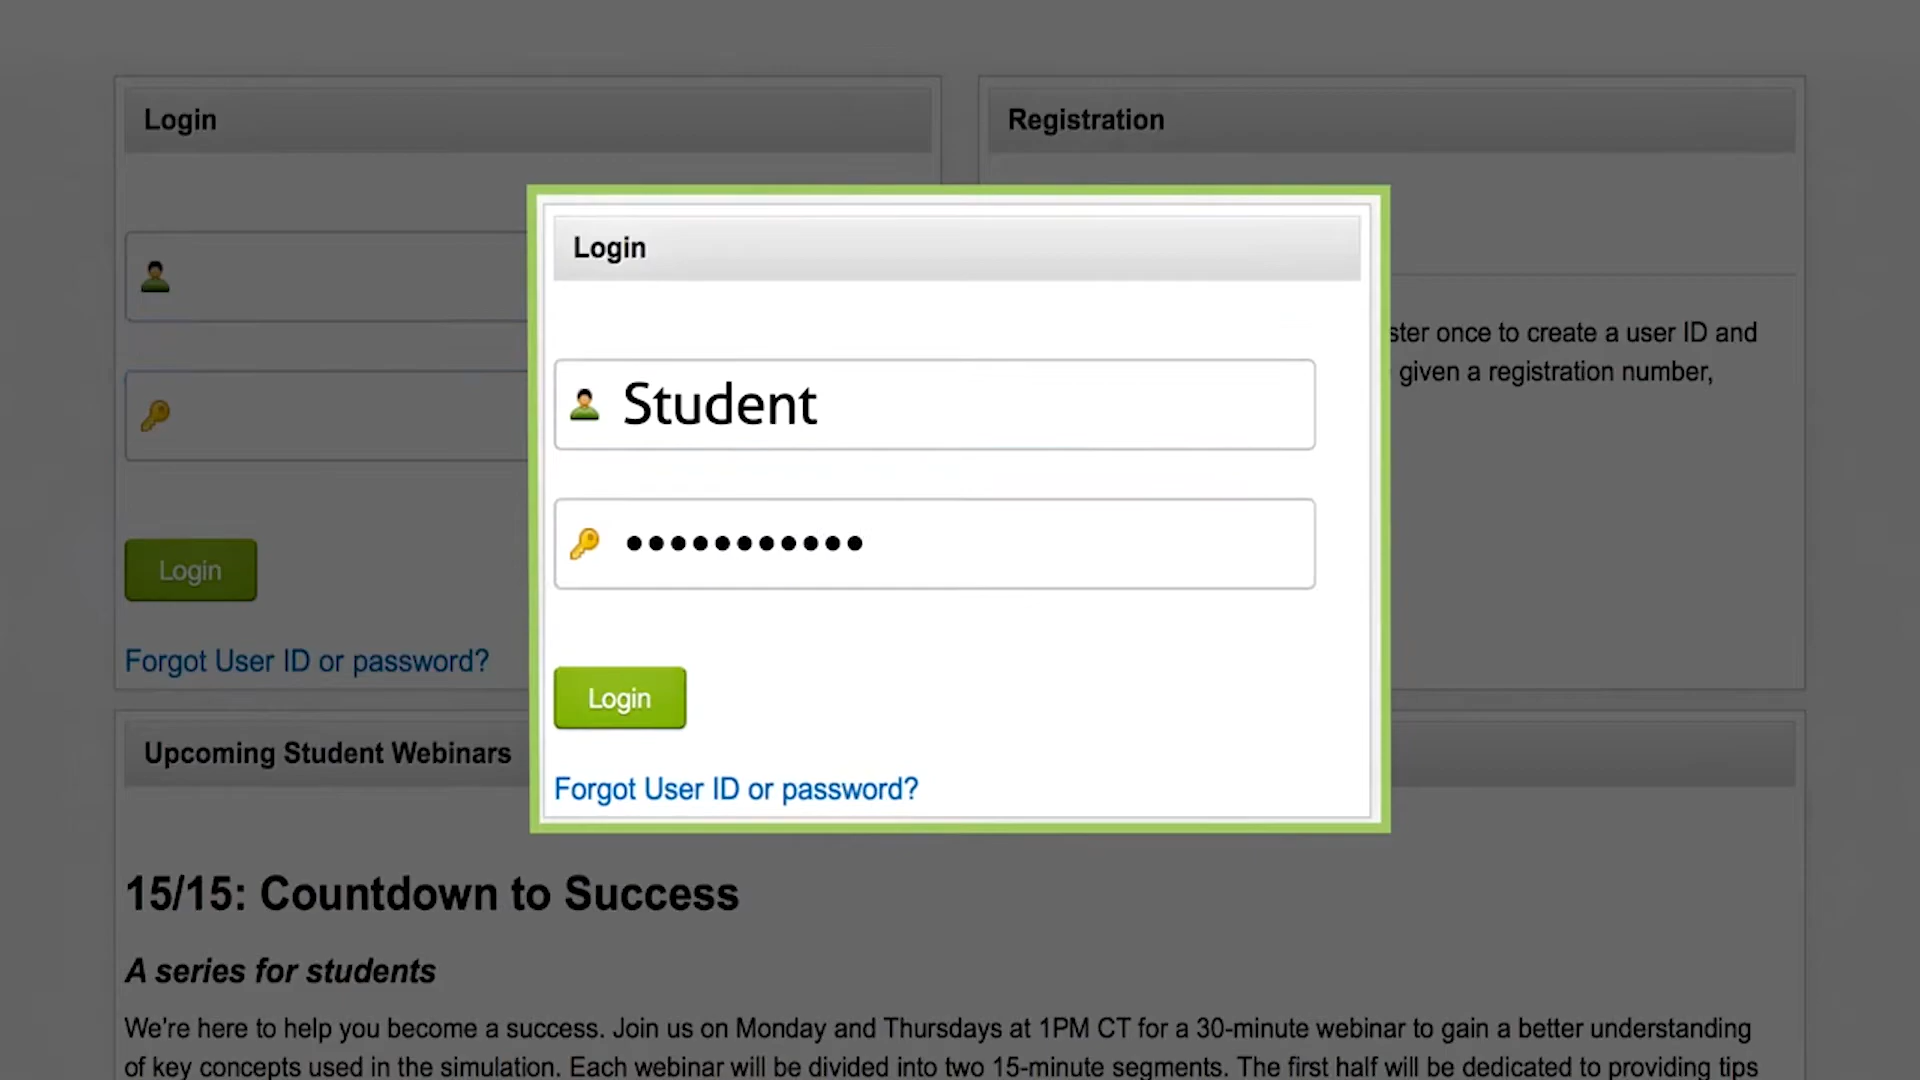 Login
Registration
Login
Student
•••••••••••
Login
Forgot User ID or password?
ster once to create a user ID and
given a registration number,
Login
Forgot User ID or password?
Upcoming Student Webinars
15/15: Countdown to Success
A series for students
We're here to help you become a success. Join us on Monday and Thursdays at 1PM CT for a 30-minute webinar to gain a better understanding
of key concepts used in the simulation. Each webinar will be divided into two 15-minute segments. The first half will be dedicated to providing tips